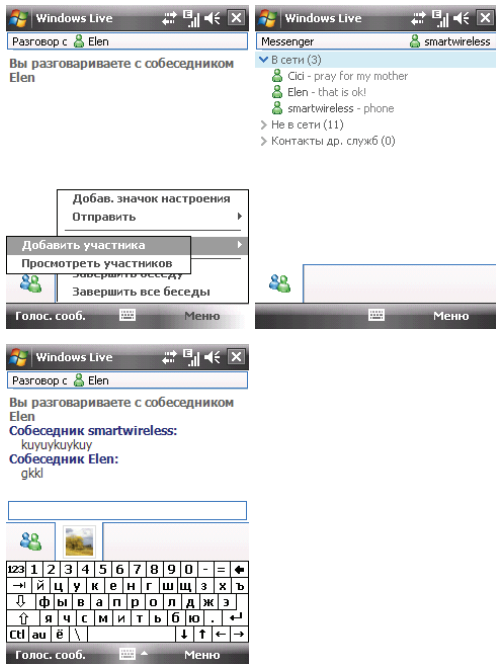 Windows Live
Разговор с Elen
Вы разговариваете с собеседником
Elen
Добав. значок настроения
Отправить
Добавить участника
Просмотреть участников
Завершить беседу
Завершить все беседы
Голос. сооб.
Меню
Windows Live
Messenger
smartwireless
В сети (3)
Cici - pray for my mother
Elen - that is ok!
smartwireless - phone
Не в сети (11)
Контакты др. служб (0)
Меню
Windows Live
Разговор с Elen
Вы разговариваете с собеседником
Elen
Собеседник smartwireless:
kuyuykuykuy
Собеседник Elen:
gkkl
123 1 2 3 4 5 6 7 8 9 0 - =
й ц у к е н г ш щ з х ъ
ф ы в а п р о л д ж э
я ч с м и т ь б ю .
Ctl au ё \
Голос. сооб.
Меню